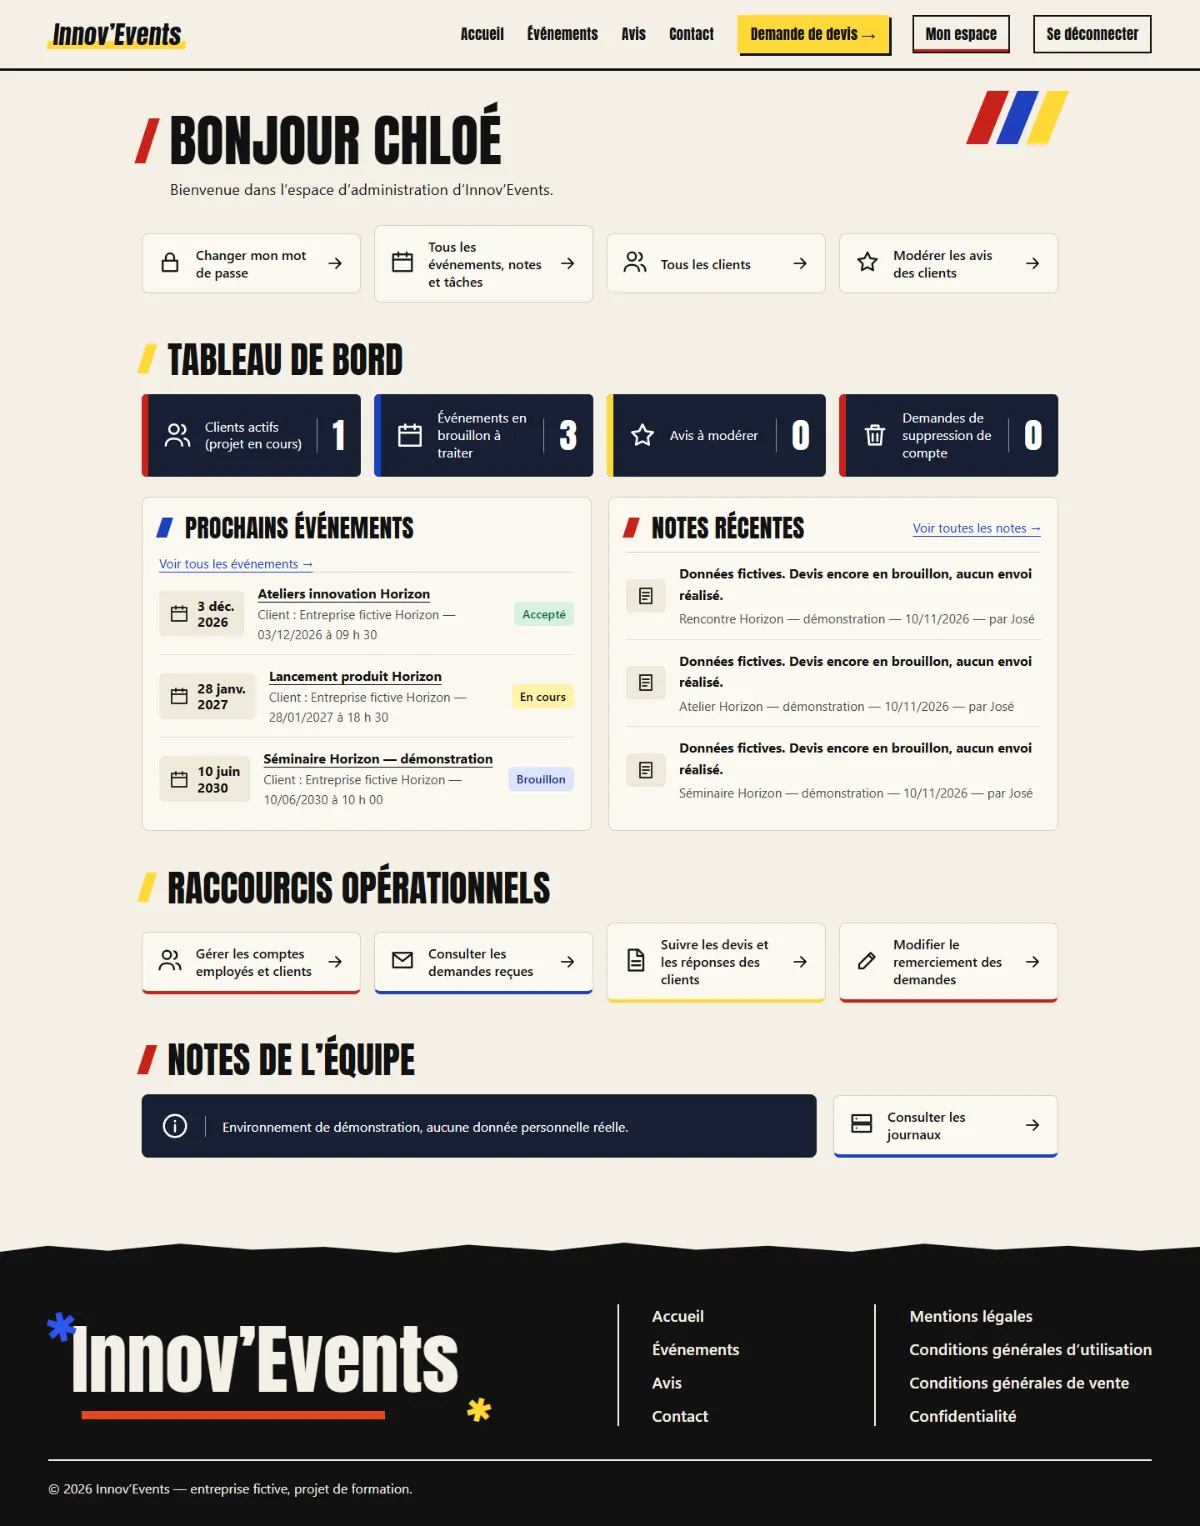 Innov’Events
Accueil
Événements
Avis
Contact
Demande de devis →
Mon espace
Se déconnecter
BONJOUR CHLOÉ
Bienvenue dans l’espace d’administration d’Innov’Events.
Changer mon mot
de passe
→
Tous les
événements, notes
et tâches
→
Tous les clients
→
Modérer les avis
des clients
→
TABLEAU DE BORD
Clients actifs
(projet en cours)
1
Événements en
brouillon à
traiter
3
Avis à modérer
0
Demandes de
suppression de
compte
0
PROCHAINS ÉVÉNEMENTS
Voir tous les événements →
3 déc.
2026
Ateliers innovation Horizon
Client : Entreprise fictive Horizon —
03/12/2026 à 09 h 30
Accepté
28 janv.
2027
Lancement produit Horizon
Client : Entreprise fictive Horizon —
28/01/2027 à 18 h 30
En cours
10 juin
2030
Séminaire Horizon — démonstration
Client : Entreprise fictive Horizon —
10/06/2030 à 10 h 00
Brouillon
NOTES RÉCENTES
Voir toutes les notes →
Données fictives. Devis encore en brouillon, aucun envoi
réalisé.
Rencontre Horizon — démonstration — 10/11/2026 — par José
Données fictives. Devis encore en brouillon, aucun envoi
réalisé.
Atelier Horizon — démonstration — 10/11/2026 — par José
Données fictives. Devis encore en brouillon, aucun envoi
réalisé.
Séminaire Horizon — démonstration — 10/11/2026 — par José
RACCOURCIS OPÉRATIONNELS
Gérer les comptes
employés et clients
→
Consulter les
demandes reçues
→
Suivre les devis et
les réponses des
clients
→
Modifier le
remerciement des
demandes
→
NOTES DE L’ÉQUIPE
Environnement de démonstration, aucune donnée personnelle réelle.
Consulter les
journaux
→
Innov’Events
Accueil
Événements
Avis
Contact
Mentions légales
Conditions générales d’utilisation
Conditions générales de vente
Confidentialité
© 2026 Innov’Events — entreprise fictive, projet de formation.